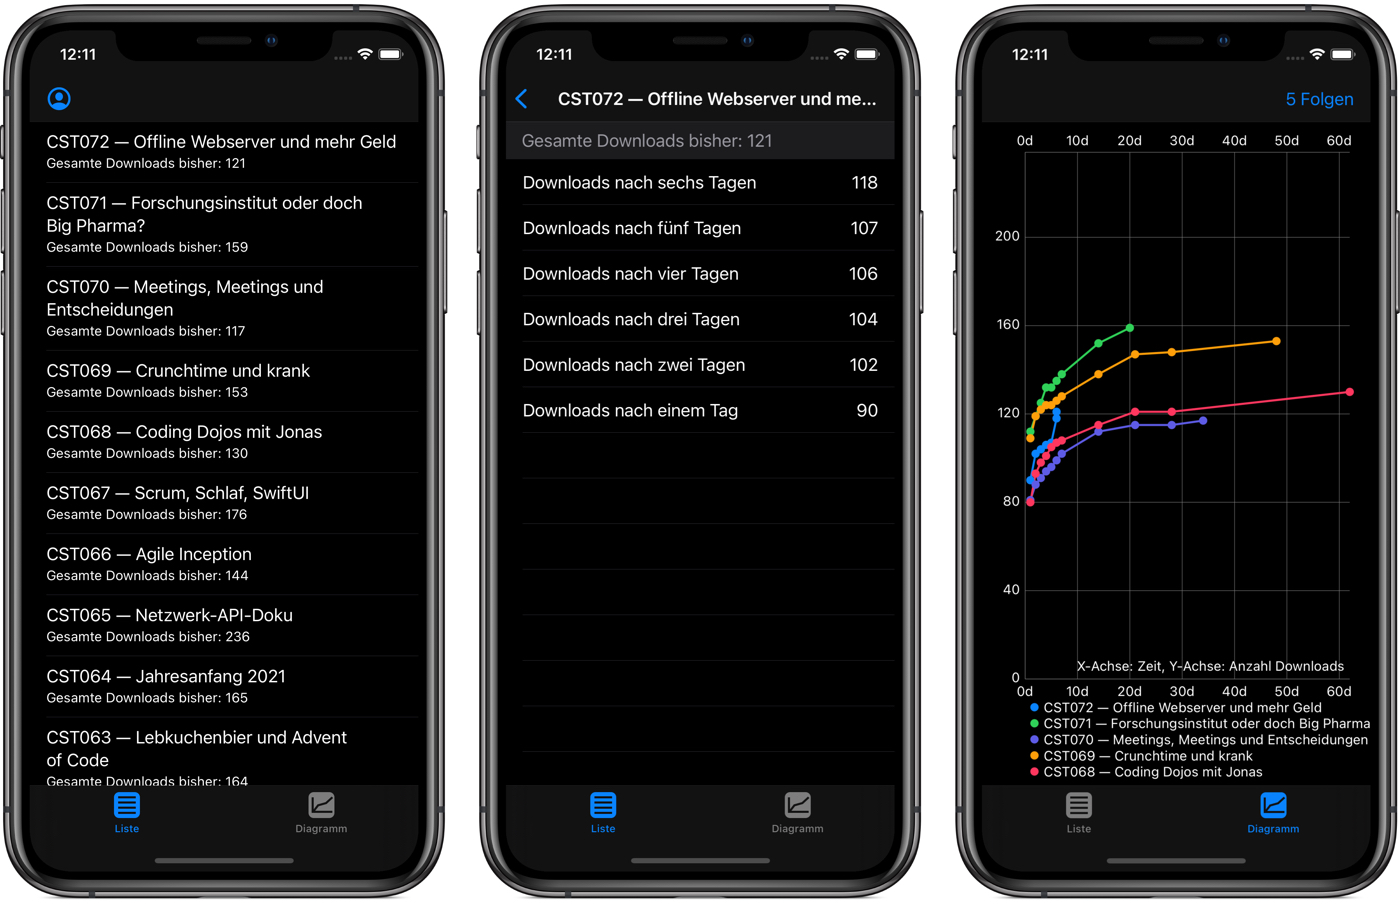 12:11
CST072 — Offline Webserver und mehr Geld
Gesamte Downloads bisher: 121
CST071 — Forschungsinstitut oder doch
Big Pharma?
Gesamte Downloads bisher: 159
CST070 — Meetings, Meetings und
Entscheidungen
Gesamte Downloads bisher: 117
CST069 — Crunchtime und krank
Gesamte Downloads bisher: 153
CST068 — Coding Dojos mit Jonas
Gesamte Downloads bisher: 130
CST067 — Scrum, Schlaf, SwiftUI
Gesamte Downloads bisher: 176
CST066 — Agile Inception
Gesamte Downloads bisher: 144
CST065 — Netzwerk-API-Doku
Gesamte Downloads bisher: 236
CST064 — Jahresanfang 2021
Gesamte Downloads bisher: 165
CST063 — Lebkuchenbier und Advent
of Code
Gesamte Downloads bisher: 164
Liste Diagramm
12:11
CST072 — Offline Webserver und me...
Gesamte Downloads bisher: 121
Downloads nach sechs Tagen 118
Downloads nach fünf Tagen 107
Downloads nach vier Tagen 106
Downloads nach drei Tagen 104
Downloads nach zwei Tagen 102
Downloads nach einem Tag 90
Liste Diagramm
12:11
5 Folgen
0d 10d 20d 30d 40d 50d 60d
200
160
120
80
40
X-Achse: Zeit, Y-Achse: Anzahl Downloads
0
0d 10d 20d 30d 40d 50d 60d
CST072 — Offline Webserver und mehr Geld
CST071 — Forschungsinstitut oder doch Big Pharma
CST070 — Meetings, Meetings und Entscheidungen
CST069 — Crunchtime und krank
CST068 — Coding Dojos mit Jonas
Liste Diagramm